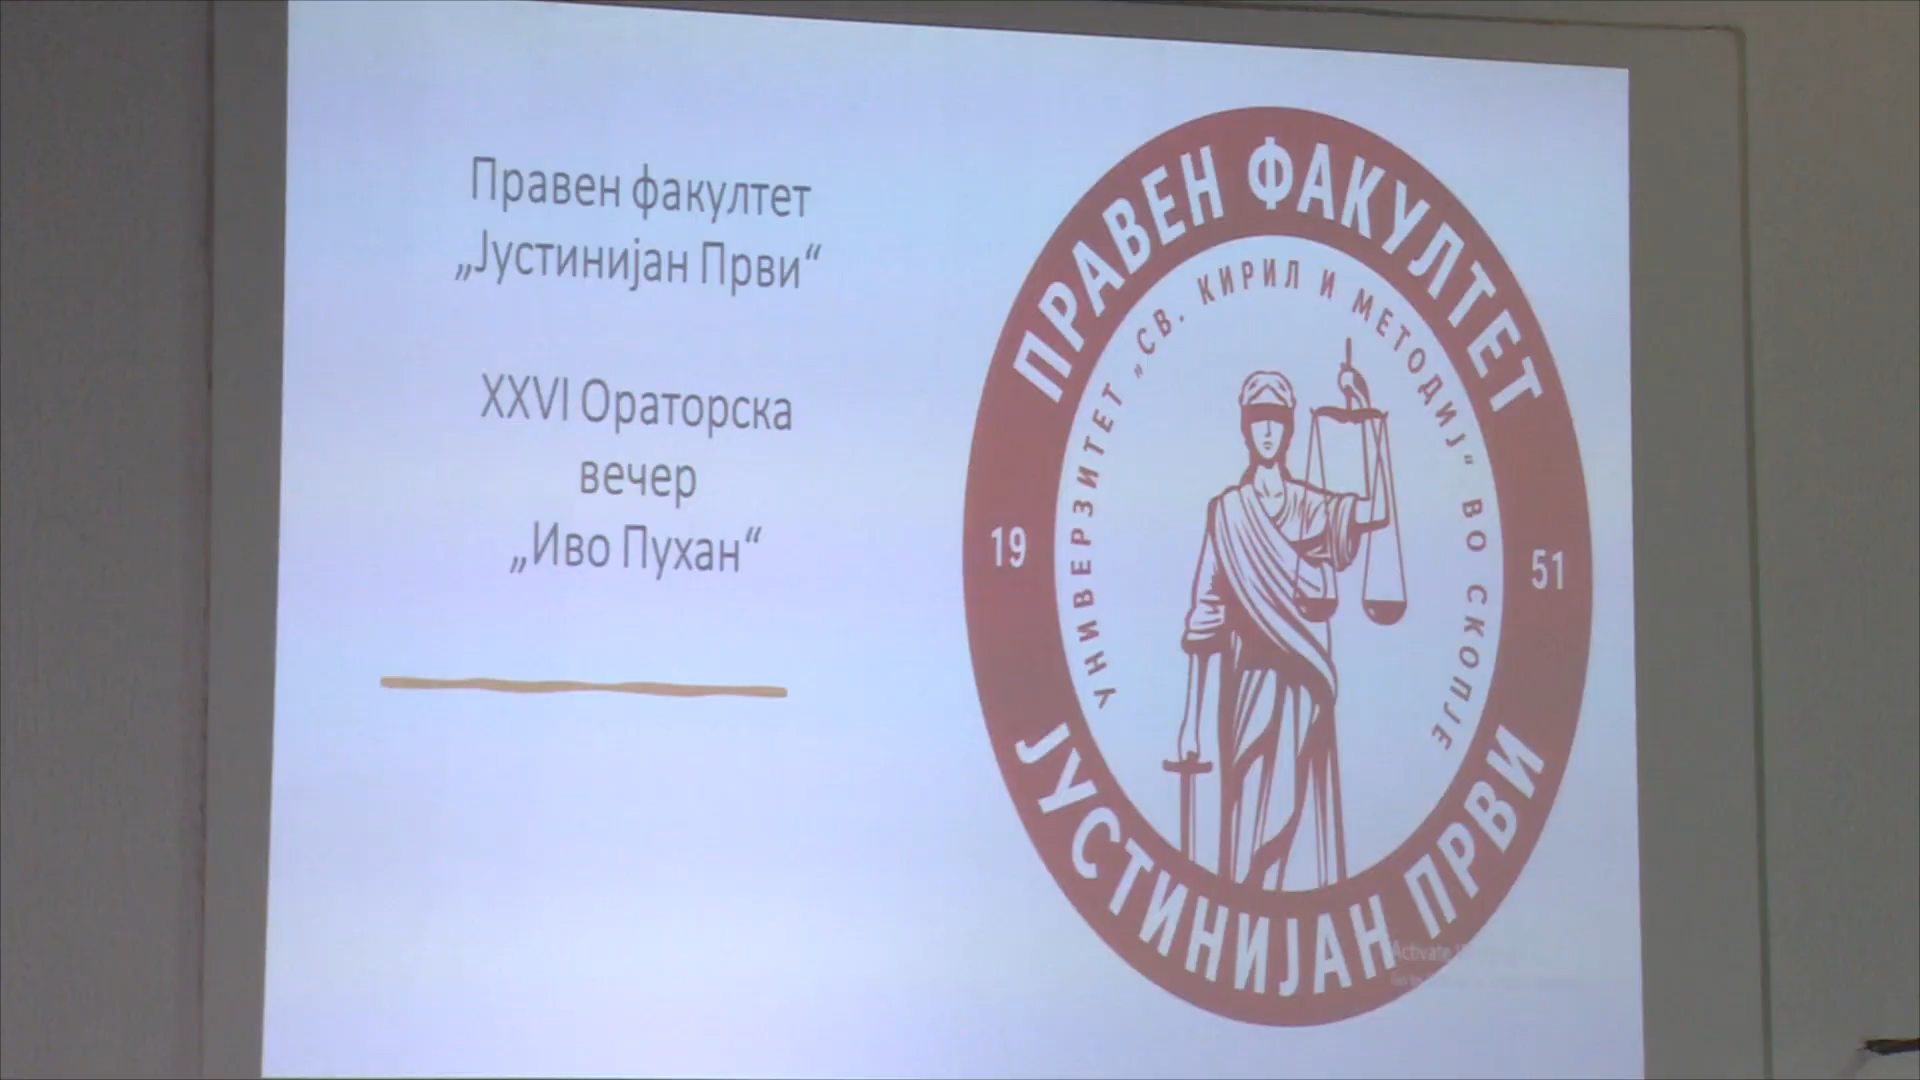 Правен факултет
„Јустинијан Први“
XXVI Ораторска
вечер
„Иво Пухан“
ПРАВЕН ФАКУЛТЕТ
УНИВЕРЗИТЕТ „СВ. КИРИЛ И МЕТОДИЈ“ ВО СКОПЈЕ
19
51
ЈУСТИНИЈАН ПРВИ
Activate